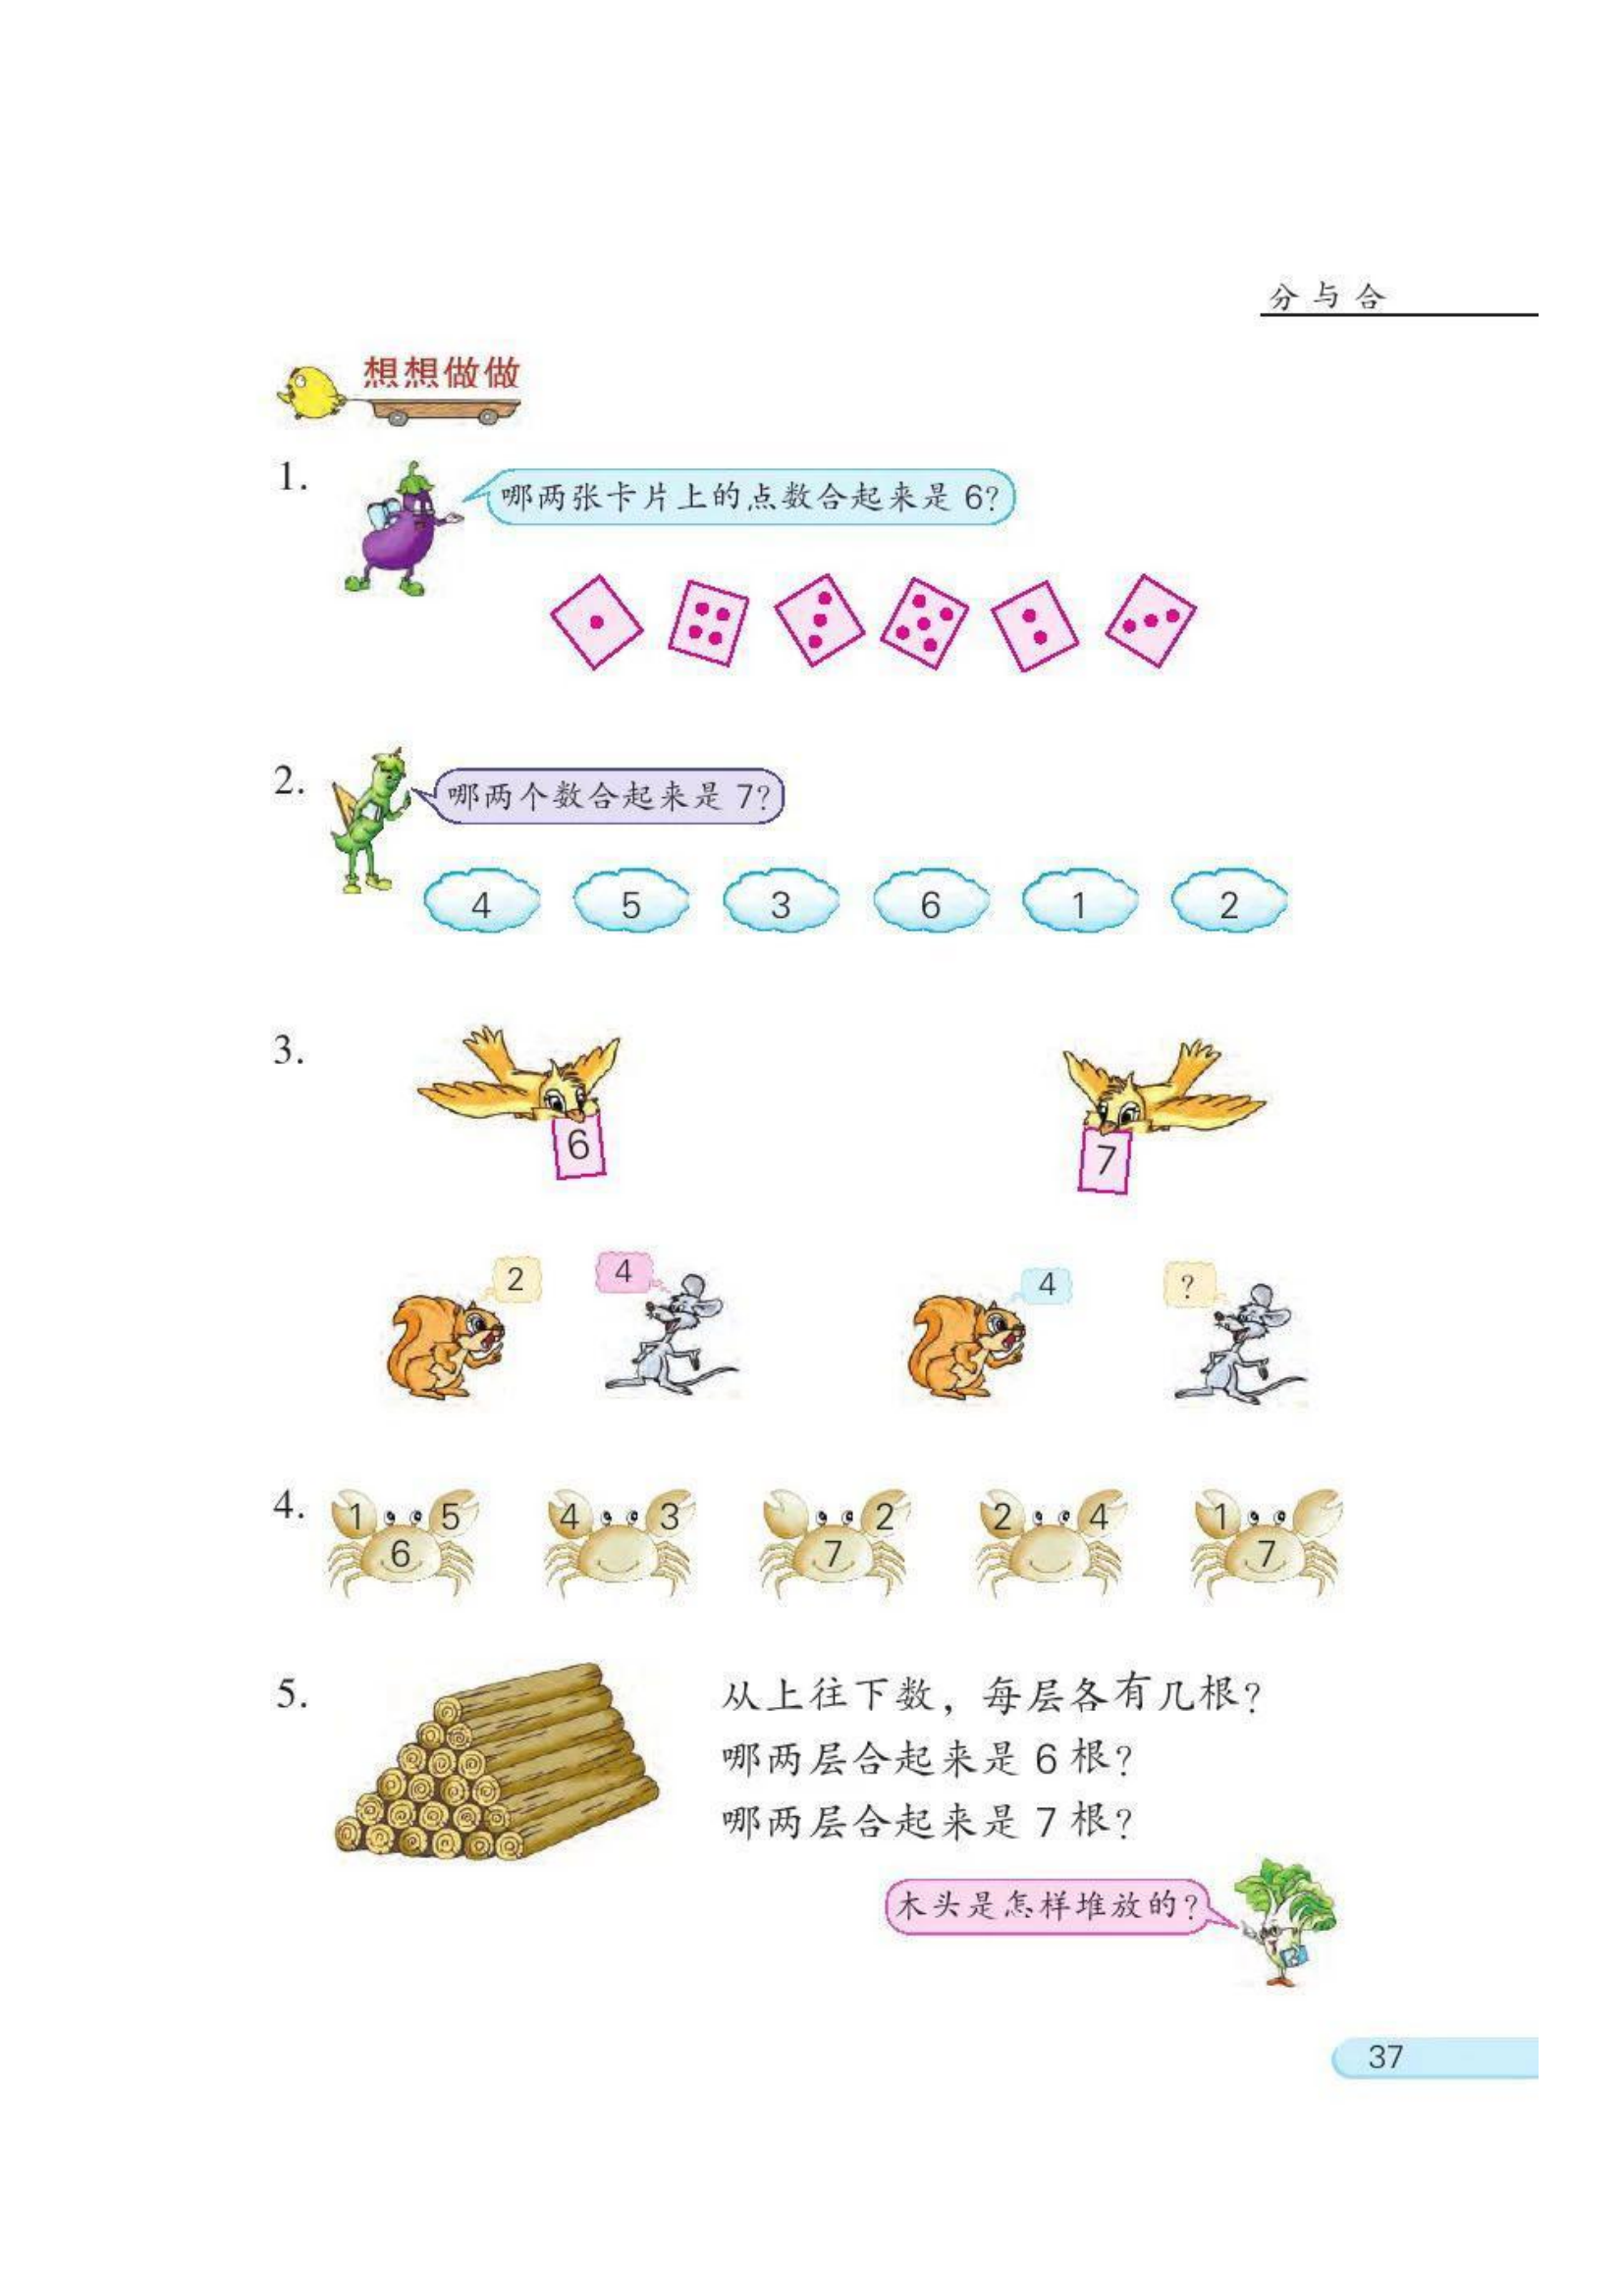 分与合
想想做做
1.
哪两张卡片上的点数合起来是 6?
2.
哪两个数合起来是 7?
4 5 3 6 1 2
3.
6 7
2 4 4 ?
4. 1 5 4 3 2 2 4 1
6 7 7
5.
从上往下数，每层各有几根?
哪两层合起来是 6 根?
哪两层合起来是 7 根?
木头是怎样堆放的?
37